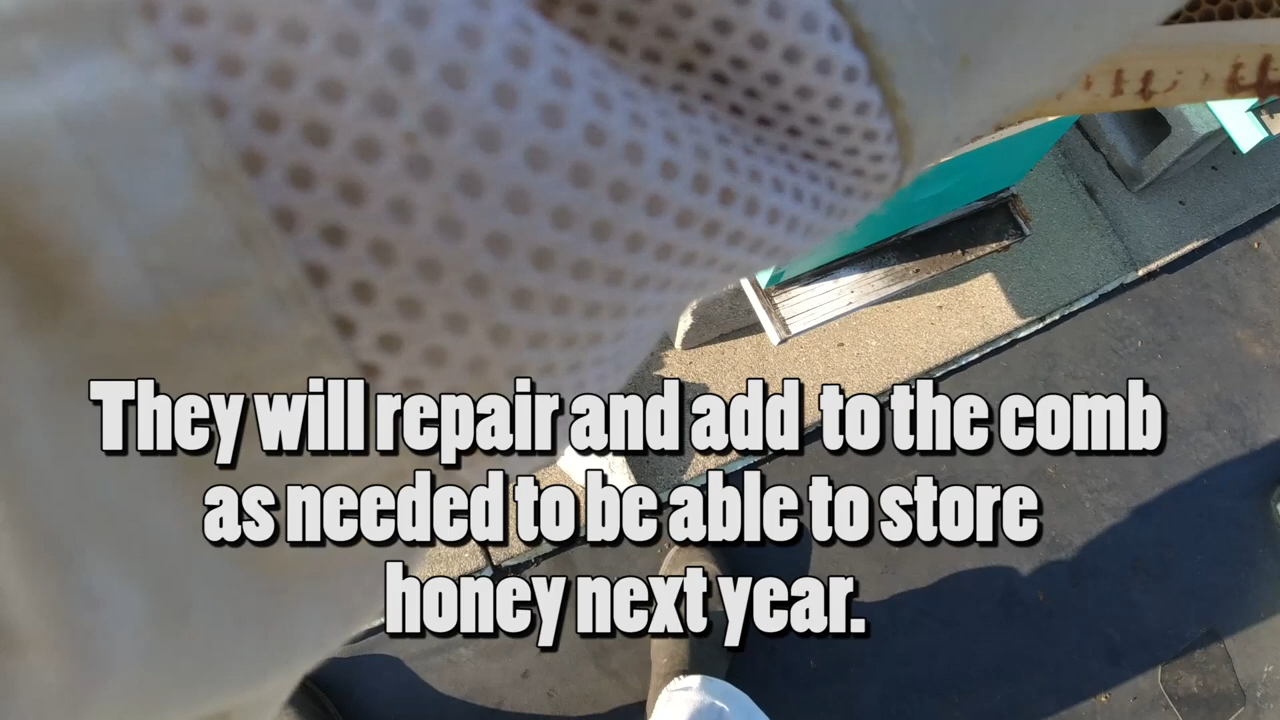 They will repair and add to the comb
as needed to be able to store
honey next year.